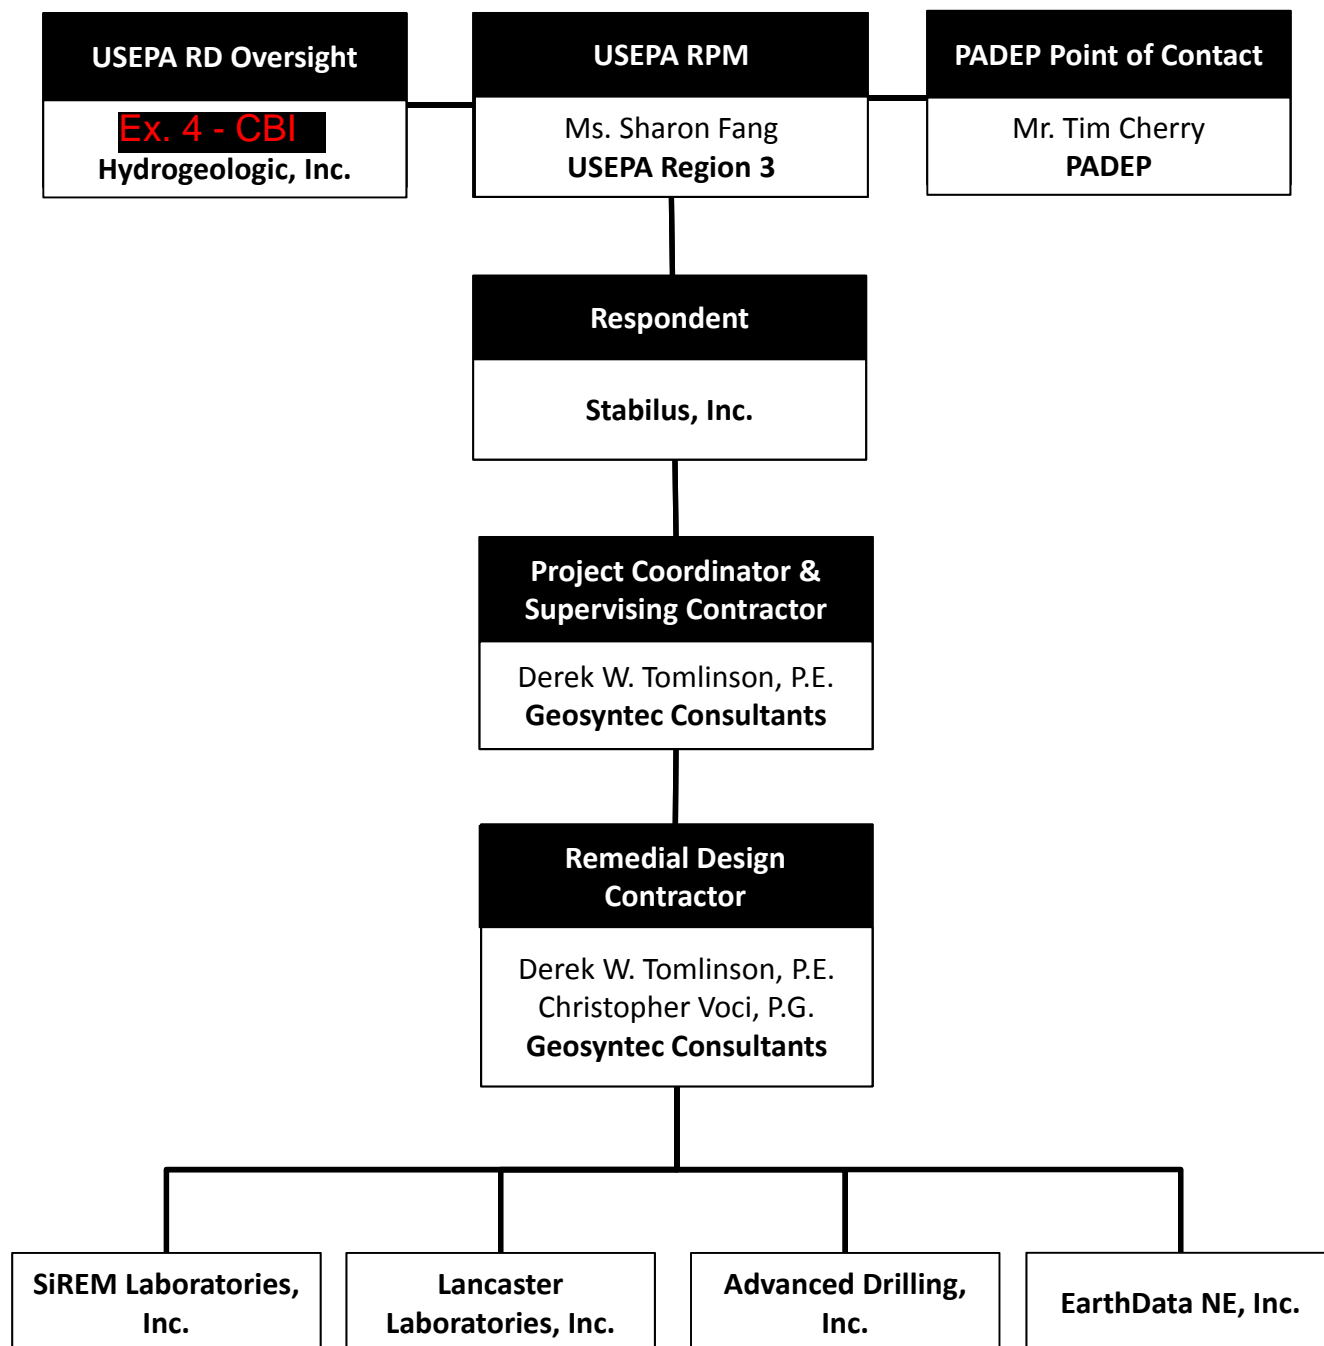 USEPA RD Oversight
Ex. 4 - CBI
Hydrogeologic, Inc.
USEPA RPM
Ms. Sharon Fang
USEPA Region 3
PADEP Point of Contact
Mr. Tim Cherry
PADEP
Respondent
Stabilus, Inc.
Project Coordinator &
Supervising Contractor
Derek W. Tomlinson, P.E.
Geosyntec Consultants
Remedial Design
Contractor
Derek W. Tomlinson, P.E.
Christopher Voci, P.G.
Geosyntec Consultants
SiREM Laboratories,
Inc.
Lancaster
Laboratories, Inc.
Advanced Drilling,
Inc.
EarthData NE, Inc.